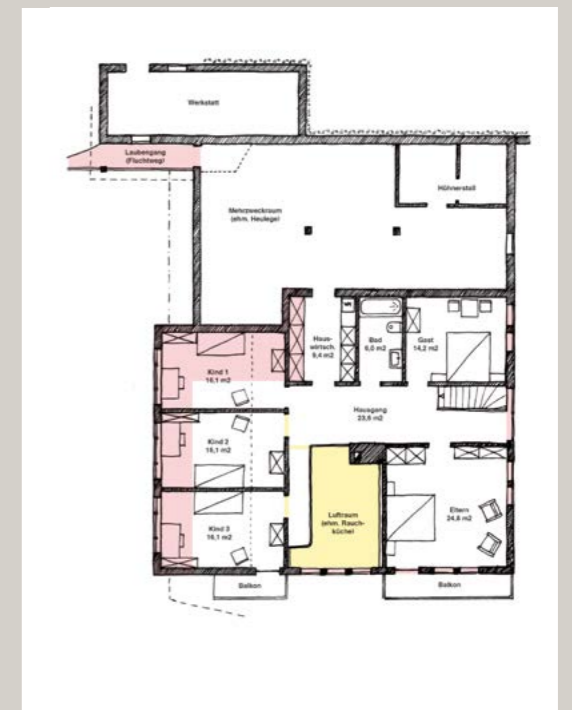 Werkstatt
Laubengang
(Fluchtweg)
Hühnerstall
Mehrzweckraum
(ehm. Heulege)
Haus-
wirtsch.
9,4 m2
Bad
6,0 m2
Gast
14,2 m2
Kind 1
16,1 m2
Hausgang
23,6 m2
Kind 2
16,1 m2
Luftraum
(ehm. Rauch-
küche)
Eltern
24,8 m2
Kind 3
16,1 m2
Balkon
Balkon